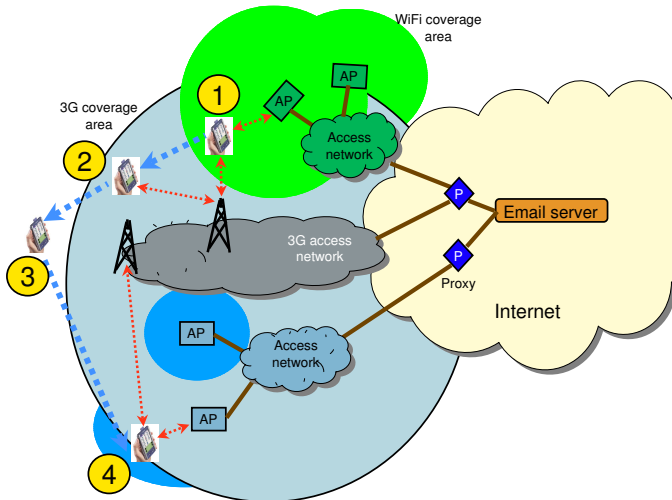 WiFi coverage
area
AP
AP
1
3G coverage
area
Access
network
2
P
Email server
3G access
network
3
P
Proxy
Internet
AP
Access
network
AP
4